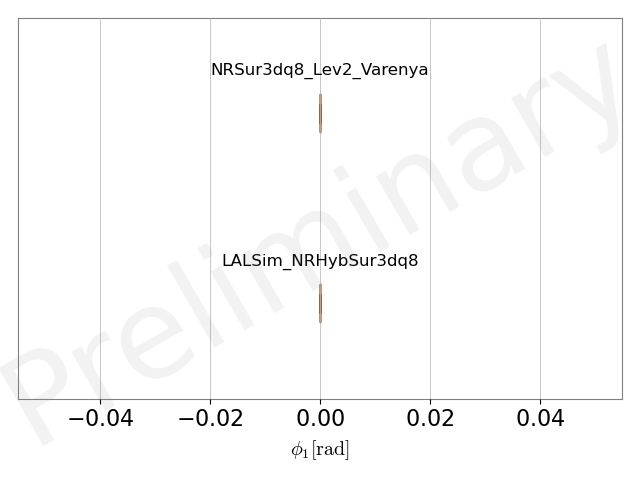 NRSur3dq8_Lev2_Varenya
LALSim_NRHybSur3dq8
Preliminary
−0.04 −0.02 0.00 0.02 0.04
ϕ₁[rad]